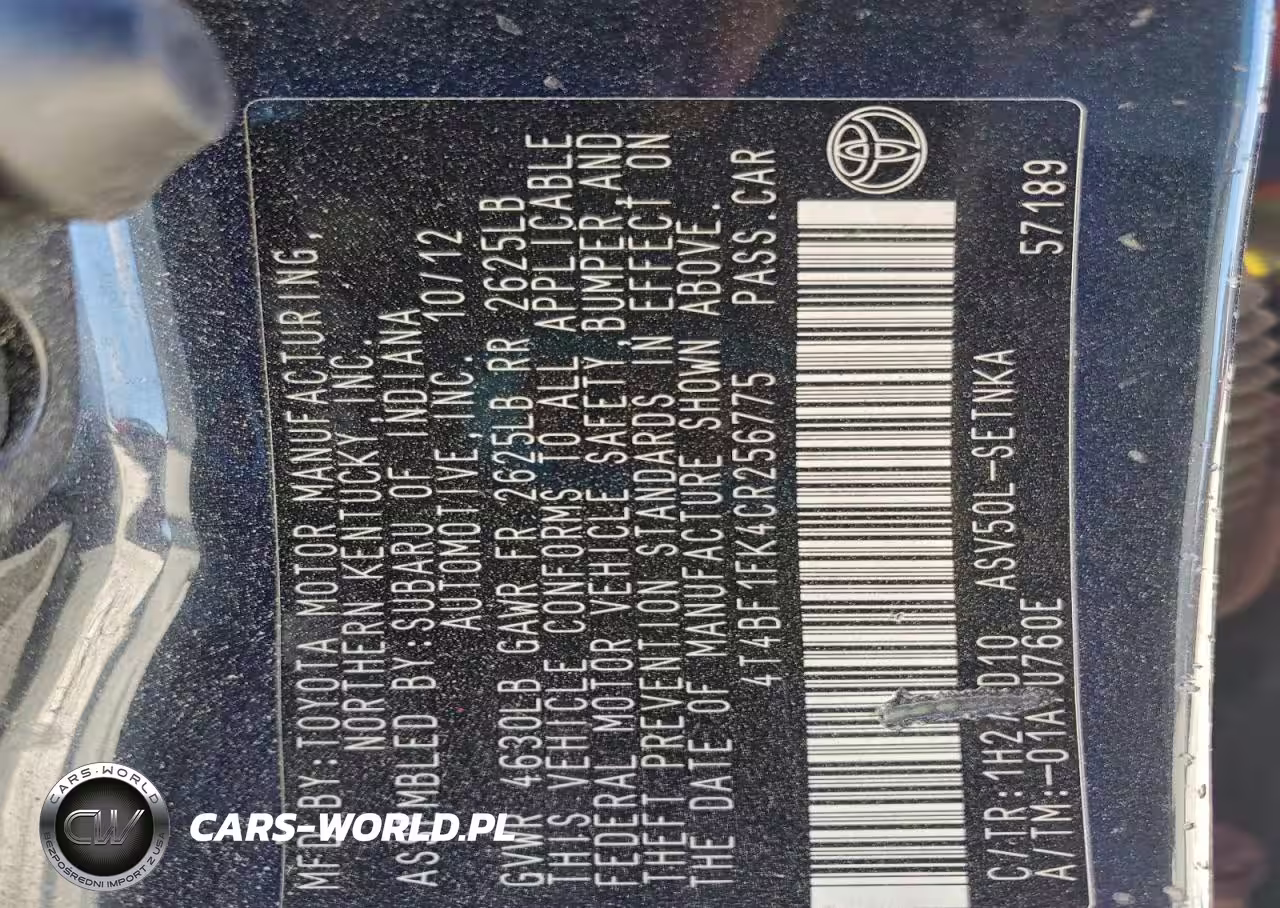 MFD.BY:TOYOTA MOTOR MANUFACTURING,
NORTHERN KENTUCKY,INC.
ASSEMBLED BY:SUBARU OF INDIANA
AUTOMOTIVE,INC. 10/12
GVWR 4630LB GAWR FR 2625LB RR 2625LB
THIS VEHICLE CONFORMS TO ALL APPLICABLE
FEDERAL MOTOR VEHICLE SAFETY,BUMPER,AND
THEFT PREVENTION STANDARDS IN EFFECT ON
THE DATE OF MANUFACTURE SHOWN ABOVE.
4T4BF1FK4CR256775 PASS.CAR
C/TR:1H2/ D10 ASV50L-SETNKA 57189
A/TM:-01A/U760E
CARS-WORLD
CW
BEZPOŚREDNI IMPORT Z USA
CARS-WORLD.PL